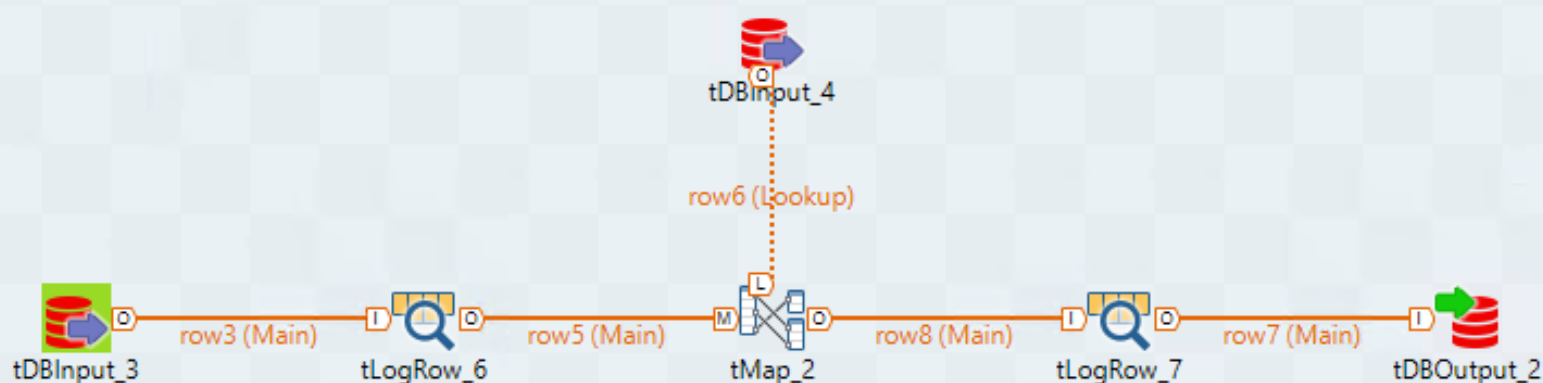 O
tDBInput_4
row6 (Lookup)
L
O
row3 (Main)
I
O
row5 (Main)
M
O
row8 (Main)
I
O
row7 (Main)
I
tDBInput_3
tLogRow_6
tMap_2
tLogRow_7
tDBOutput_2